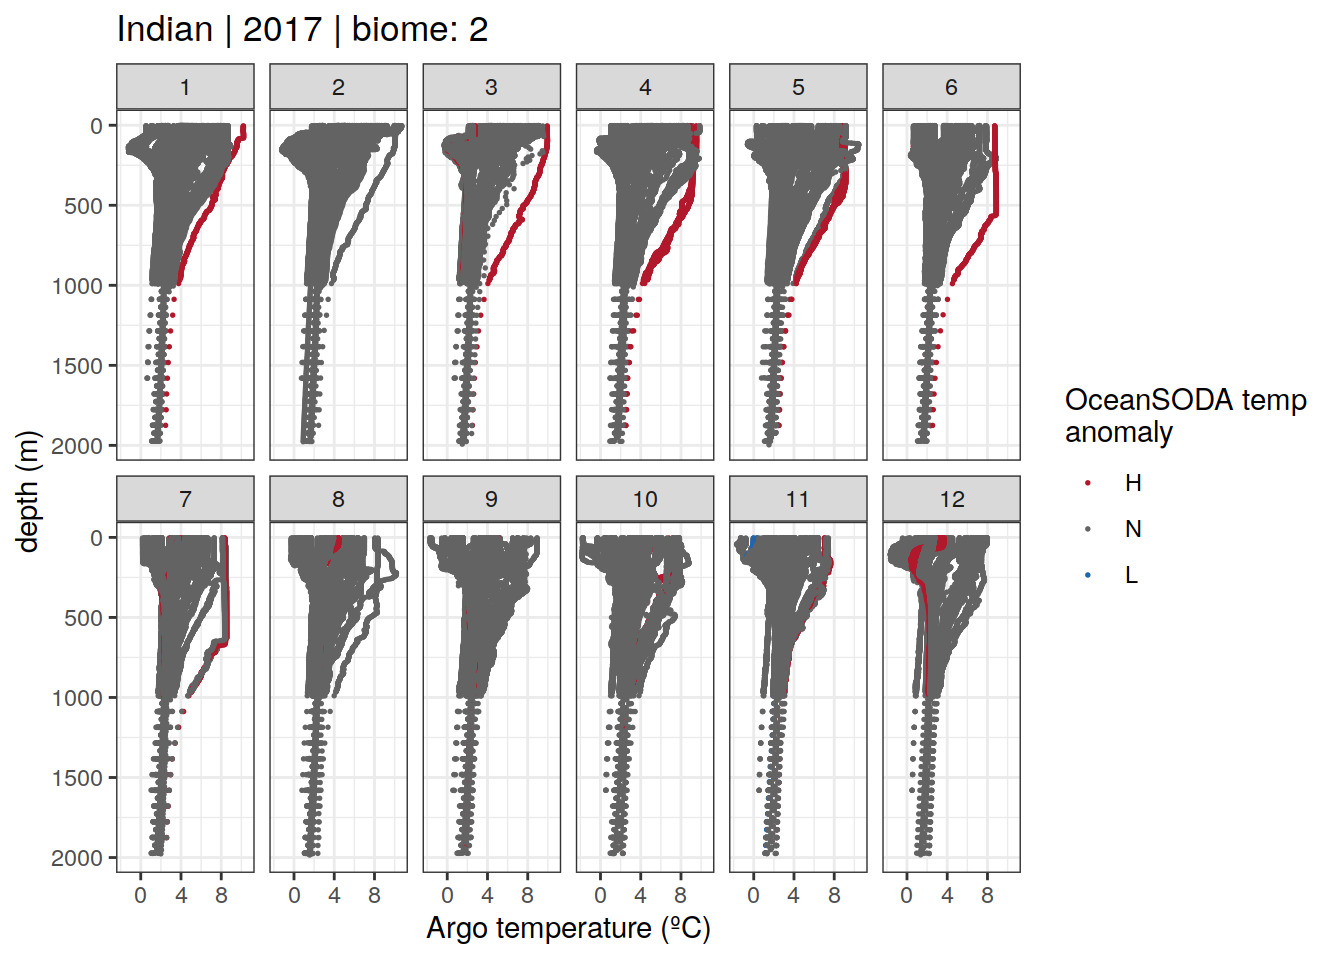 Indian | 2017 | biome: 2
1 2 3 4 5 6
0
500
1000
1500
2000
7 8 9 10 11 12
0
500
1000
1500
2000
0 4 8 0 4 8 0 4 8 0 4 8 0 4 8 0 4 8
Argo temperature (ºC)
depth (m)
OceanSODA temp
anomaly
H
N
L